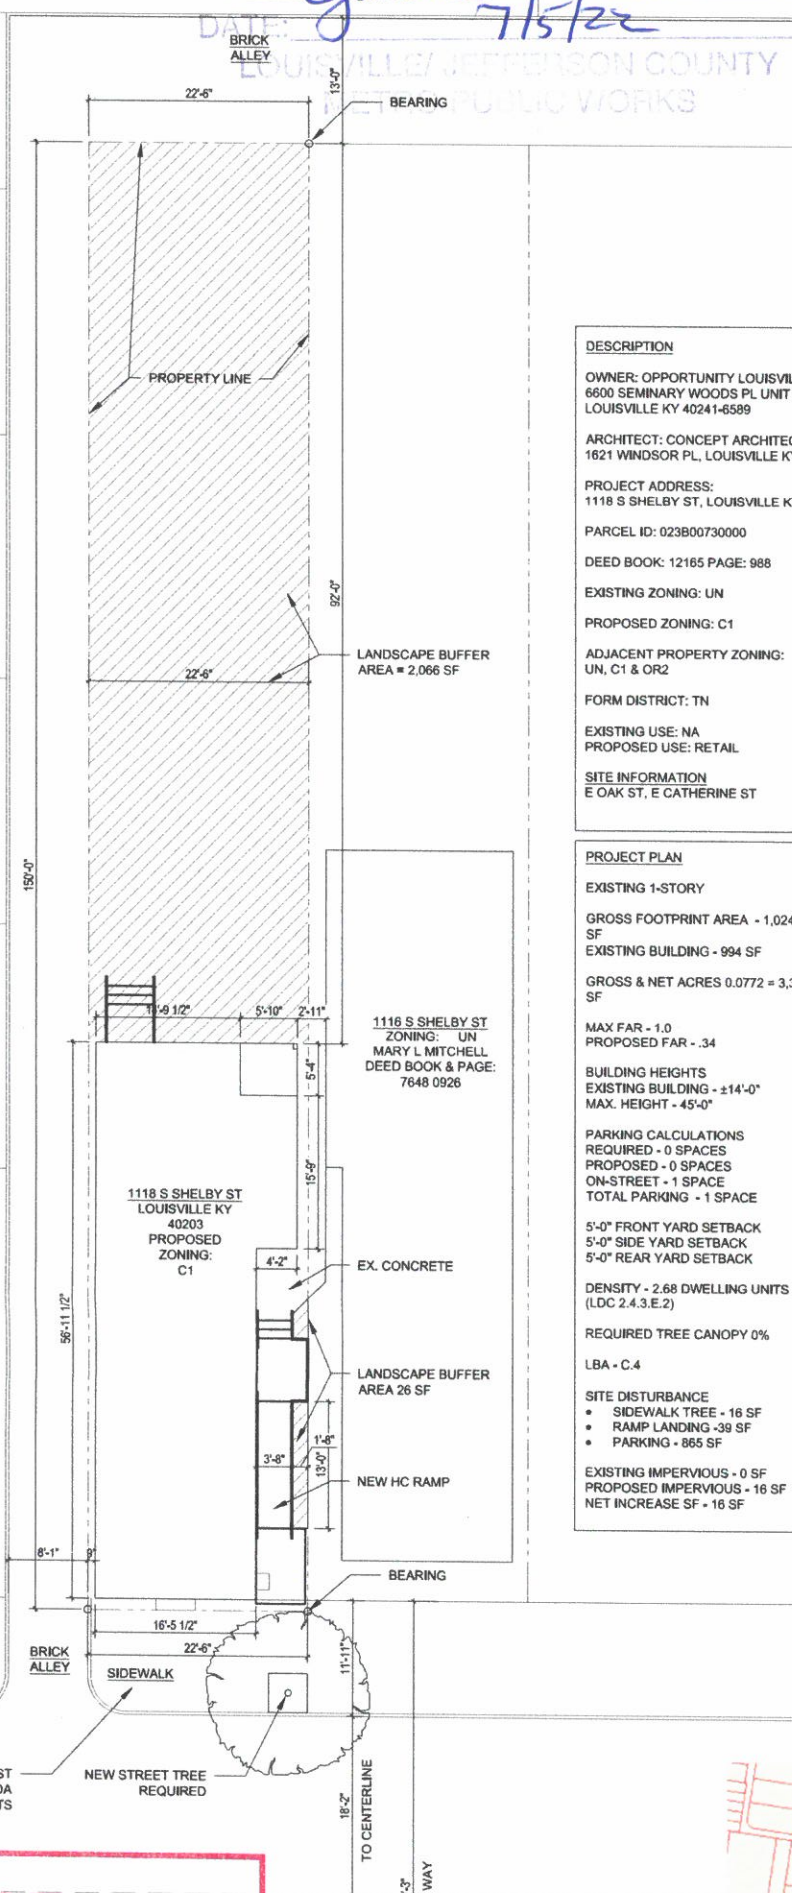 7/5/22
DATE:
LOUISVILLE/ JEFFERSON COUNTY
METRO PUBLIC WORKS
BRICK
ALLEY
13'-0"
22'-6"
BEARING
PROPERTY LINE
92'-0"
LANDSCAPE BUFFER
AREA = 2,066 SF
22'-6"
150'-0"
5'-10"
2'-11"
5'-4"
15'-9"
1116 S SHELBY ST
ZONING: UN
MARY L MITCHELL
DEED BOOK & PAGE:
7648 0926
1118 S SHELBY ST
LOUISVILLE KY
40203
PROPOSED
ZONING:
C1
4'-2"
EX. CONCRETE
56'-11 1/2"
LANDSCAPE BUFFER
AREA 26 SF
1'-8"
3'-8"
13'-0"
NEW HC RAMP
8'-1"
9"
BEARING
16'-5 1/2"
22'-6"
11'-11"
BRICK
ALLEY
SIDEWALK
NEW STREET TREE
REQUIRED
18'-2"
TO CENTERLINE
WAY
DESCRIPTION
OWNER: OPPORTUNITY
6600 SEMINARY WOODS PL UNIT
LOUISVILLE KY 40241-6589
ARCHITECT: CONCEPT
1621 WINDSOR PL, LOUISVILLE
PROJECT ADDRESS:
1118 S SHELBY ST, LOUISVILLE
PARCEL ID: 023B00730000
DEED BOOK: 12165 PAGE: 988
EXISTING ZONING: UN
PROPOSED ZONING: C1
ADJACENT PROPERTY ZONING:
UN, C1 & OR2
FORM DISTRICT: TN
EXISTING USE: NA
PROPOSED USE: RETAIL
SITE INFORMATION
E OAK ST, E CATHERINE ST
PROJECT PLAN
EXISTING 1-STORY
GROSS FOOTPRINT AREA - 1,024
SF
EXISTING BUILDING - 994 SF
GROSS & NET ACRES 0.0772 =
SF
MAX FAR - 1.0
PROPOSED FAR - .34
BUILDING HEIGHTS
EXISTING BUILDING - ±14'-0"
MAX. HEIGHT - 45'-0"
PARKING CALCULATIONS
REQUIRED - 0 SPACES
PROPOSED - 0 SPACES
ON-STREET - 1 SPACE
TOTAL PARKING - 1 SPACE
5'-0" FRONT YARD SETBACK
5'-0" SIDE YARD SETBACK
5'-0" REAR YARD SETBACK
DENSITY - 2.68 DWELLING UNITS
(LDC 2.4.3.E.2)
REQUIRED TREE CANOPY 0%
LBA - C.4
SITE DISTURBANCE
• SIDEWALK TREE - 16 SF
• RAMP LANDING -39 SF
• PARKING - 865 SF
EXISTING IMPERVIOUS - 0 SF
PROPOSED IMPERVIOUS - 16 SF
NET INCREASE SF - 16 SF